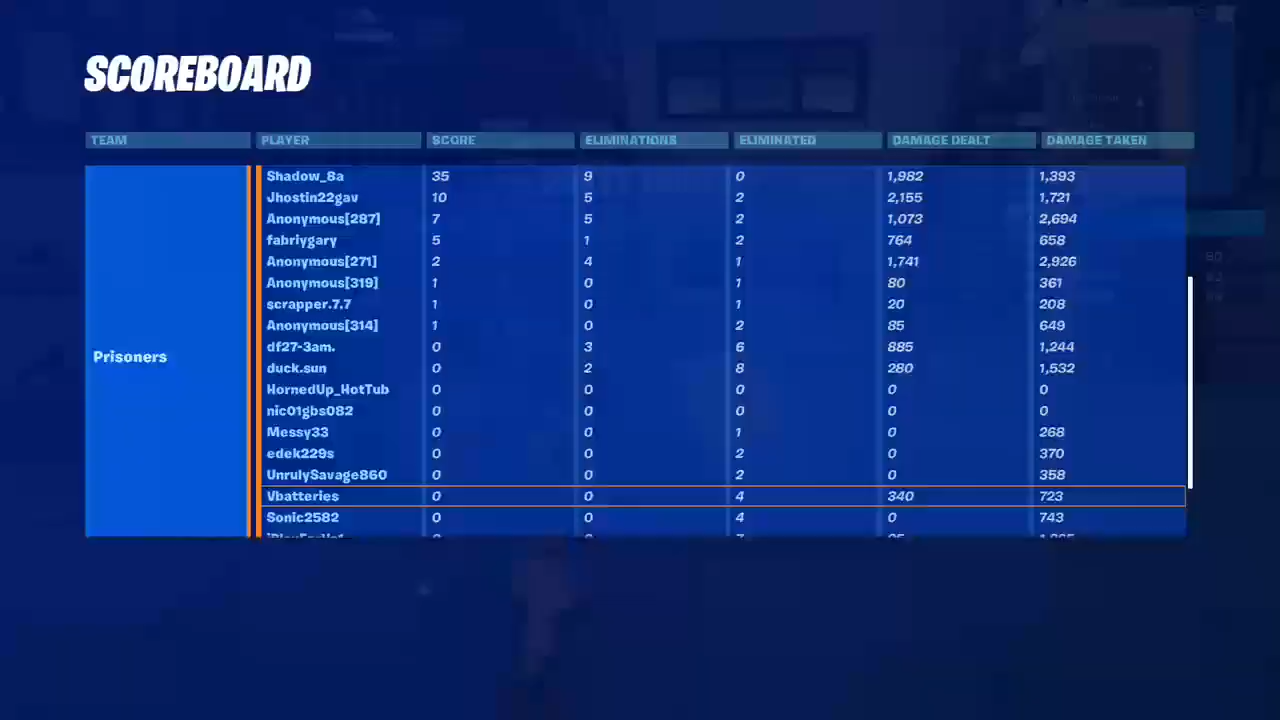 SCOREBOARD
TEAM PLAYER SCORE ELIMINATIONS ELIMINATED DAMAGE DEALT DAMAGE TAKEN
Shadow_8a 35 9 0 1,982 1,393
Jhostin22gav 10 5 2 2,155 1,721
Anonymous[287] 7 5 2 1,073 2,694
fabriygary 5 1 2 764 658
Anonymous[271] 2 4 1 1,741 2,926
Anonymous[319] 1 0 1 80 361
scrapper.7.7 1 0 1 20 208
Anonymous[314] 1 0 2 85 649
df27-3am. 0 3 6 885 1,244
Prisoners
duck.sun 0 2 8 280 1,532
HornedUp_HotTub 0 0 0 0 0
nic01gbs082 0 0 0 0 0
Messy33 0 0 1 0 268
edek229s 0 0 2 0 370
UnrulySavage860 0 0 2 0 358
Vbatteries 0 0 4 340 723
Sonic2582 0 0 4 0 743